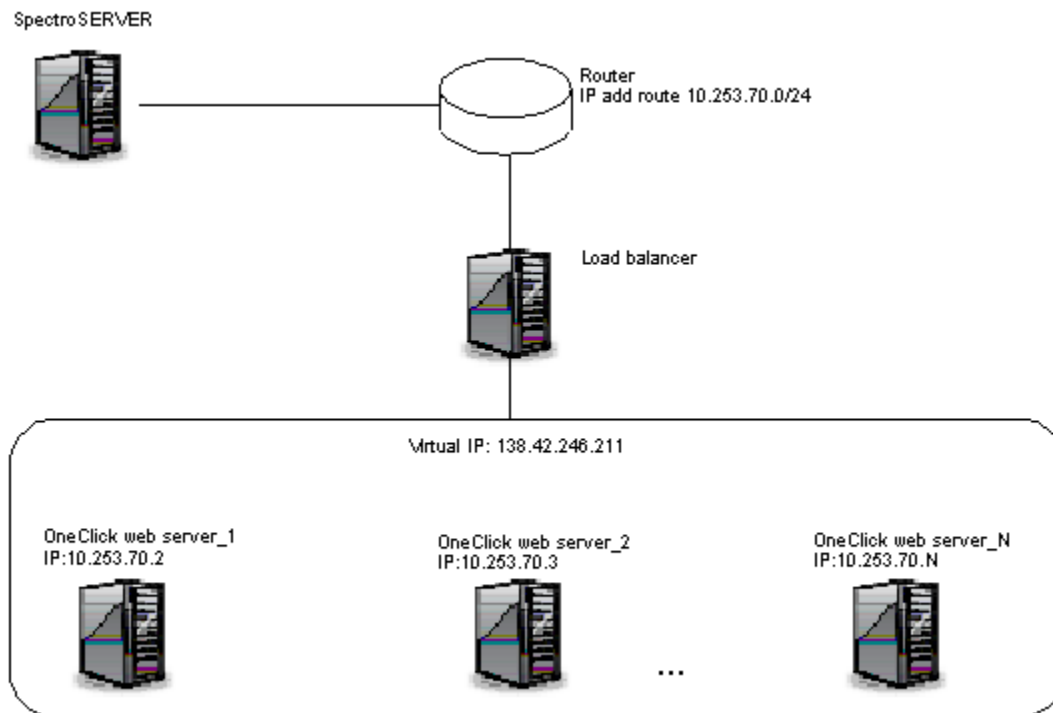 SpectroSERVER
Router
IP add route 10.253.70.0/24
Load balancer
Virtual IP: 138.42.246.211
OneClick web server_1
IP:10.253.70.2
OneClick web server_2
IP:10.253.70.3
...
OneClick web server_N
IP:10.253.70.N